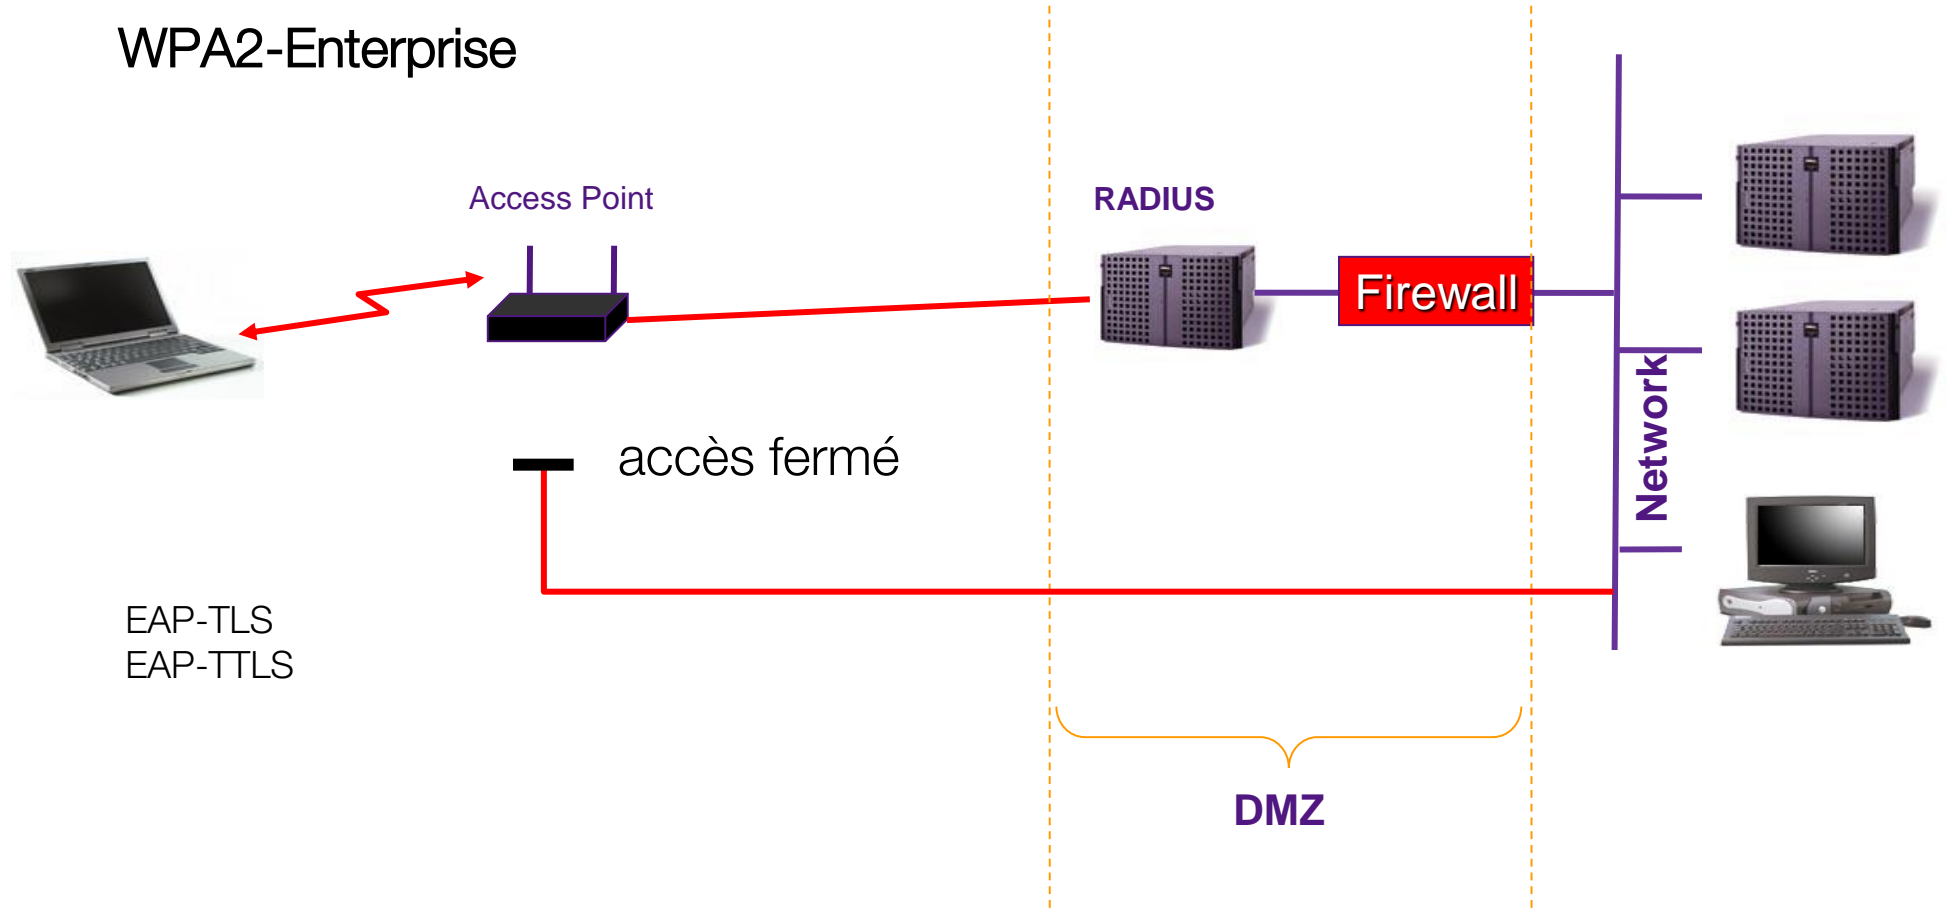 WPA2-Enterprise
Access Point
RADIUS
Firewall
Network
accès fermé
EAP-TLS
EAP-TTLS
DMZ